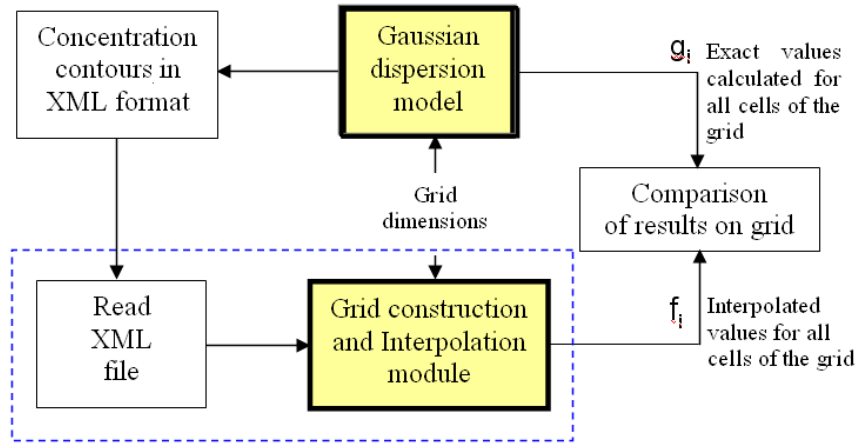 Concentration
contours in
XML format
Gaussian
dispersion
model
gi
Exact values
calculated for
all cells of the
grid
Grid
dimensions
Comparison
of results on grid
Read
XML
file
Grid construction
and Interpolation
module
fi
Interpolated
values for all
cells of the grid